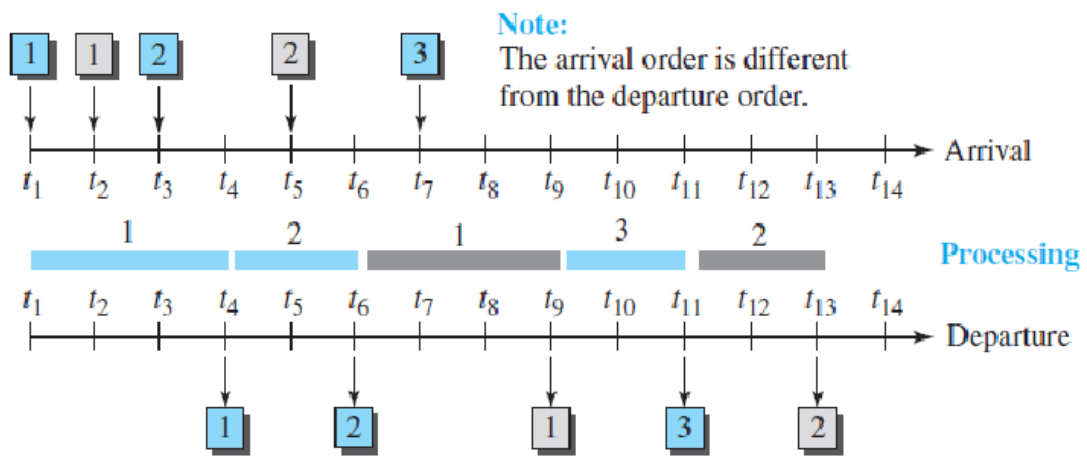 Note:
1 1 2 2 3 The arrival order is different
from the departure order.
Arrival
t1 t2 t3 t4 t5 t6 t7 t8 t9 t10 t11 t12 t13 t14
1 2 1 3 2
Processing
t1 t2 t3 t4 t5 t6 t7 t8 t9 t10 t11 t12 t13 t14
Departure
1 2 1 3 2